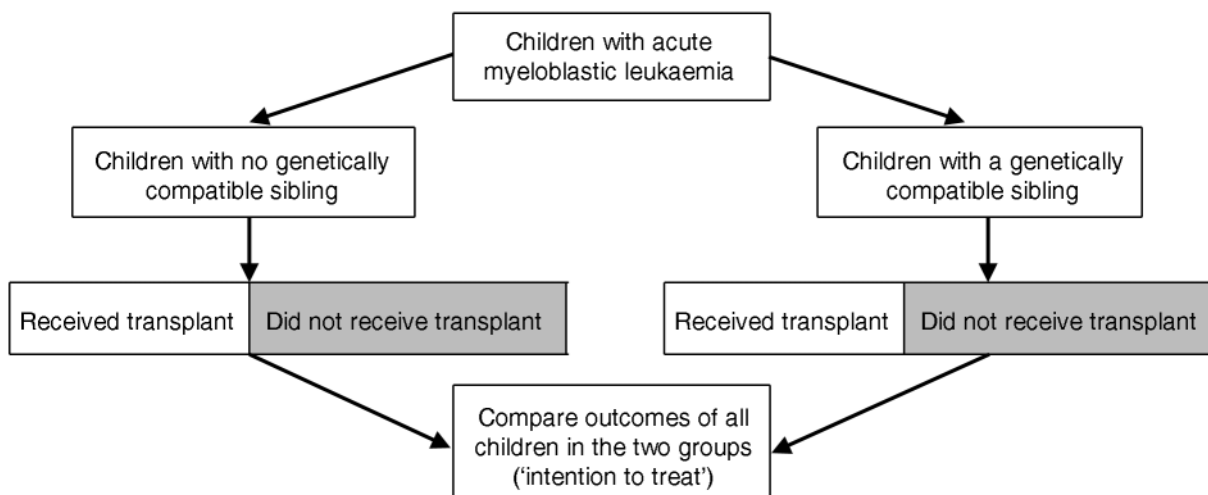 Children with acute
myeloblastic leukaemia
Children with no genetically
compatible sibling
Children with a genetically
compatible sibling
Received transplant
Did not receive transplant
Received transplant
Did not receive transplant
Compare outcomes of all
children in the two groups
(‘intention to treat’)